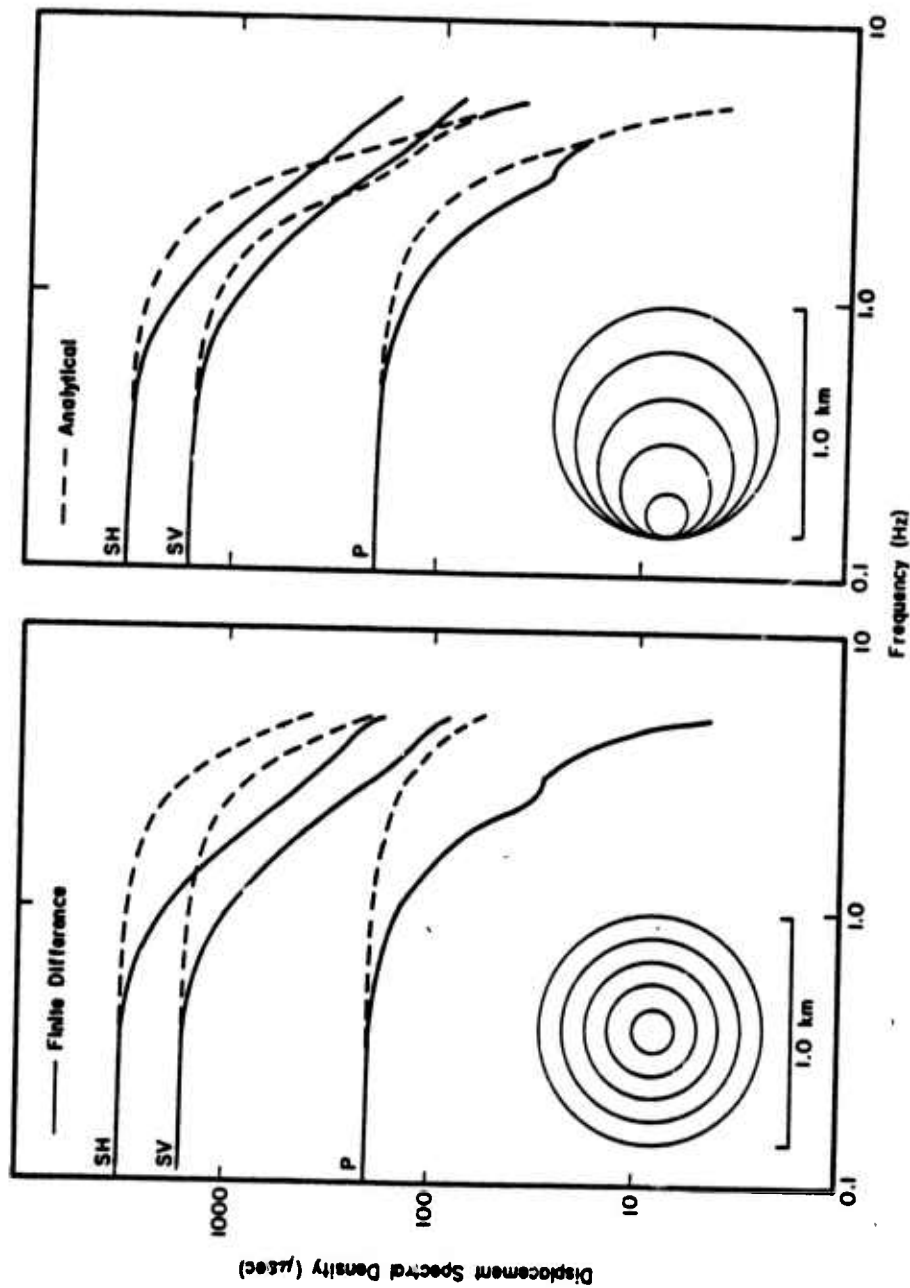 Displacement Spectral Density (μsec)
1000
100
10
Finite Difference
SH
SV
P
1.0 km
0.1
1.0
10
Analytical
SH
SV
P
1.0 km
0.1
1.0
10
Frequency (Hz)